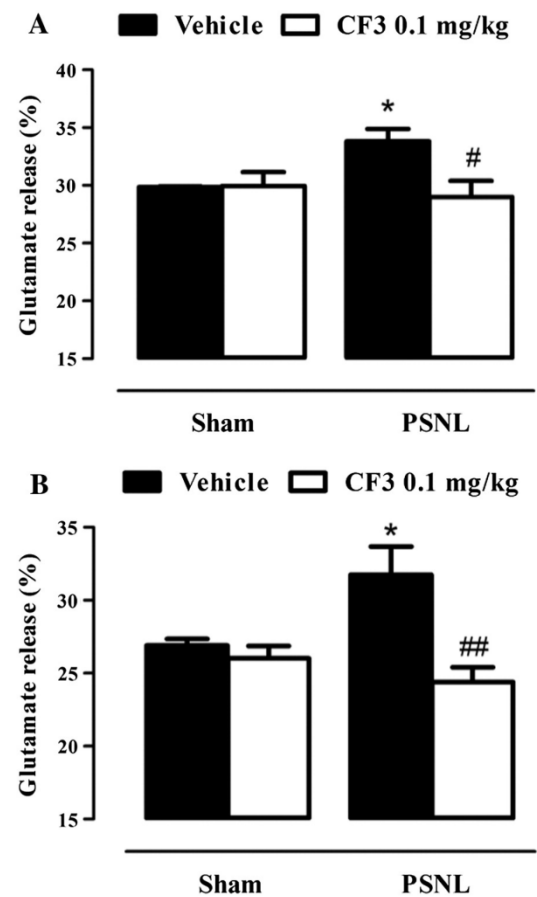 A Vehicle CF3 0.1 mg/kg
Glutamate release (%)
40
35
30
25
20
15
*
#
Sham PSNL
B Vehicle CF3 0.1 mg/kg
Glutamate release (%)
35
30
25
20
15
*
##
Sham PSNL